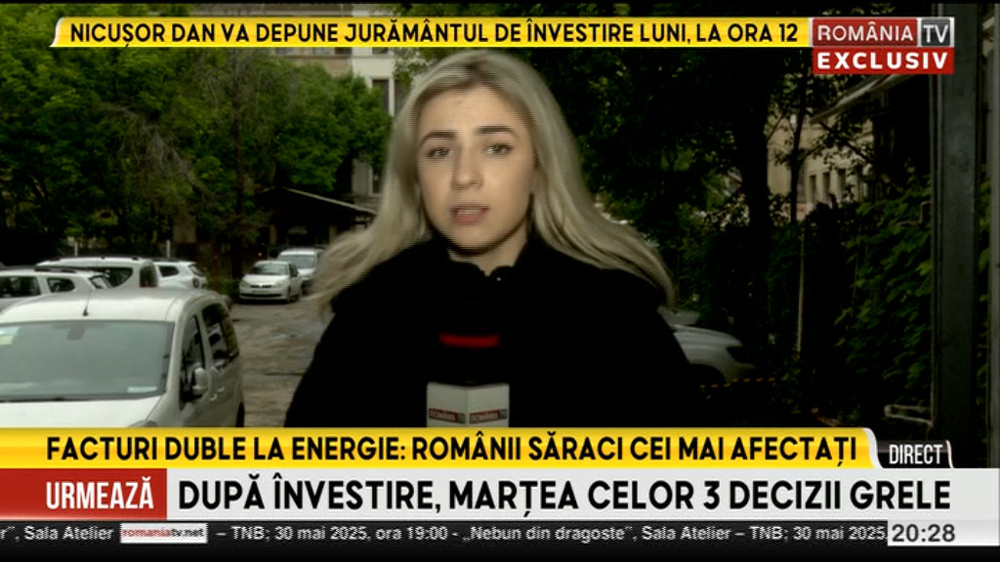 NICUȘOR DAN VA DEPUNE JURĂMÂNTUL DE ÎNVESTIRE LUNI, LA ORA 12
ROMÂNIA TV
EXCLUSIV
FACTURI DUBLE LA ENERGIE: ROMÂNII SĂRACI CEI MAI AFECTAȚI
DIRECT
URMEAZĂ
DUPĂ ÎNVESTIRE, MARȚEA CELOR 3 DECIZII GRELE
r”, Sala Atelier romaniatv.net – TNB; 30 mai 2025, ora 19:00 - „Nebun din dragoste”, Sala Atelier – TNB; 30 mai 2025,
20:28